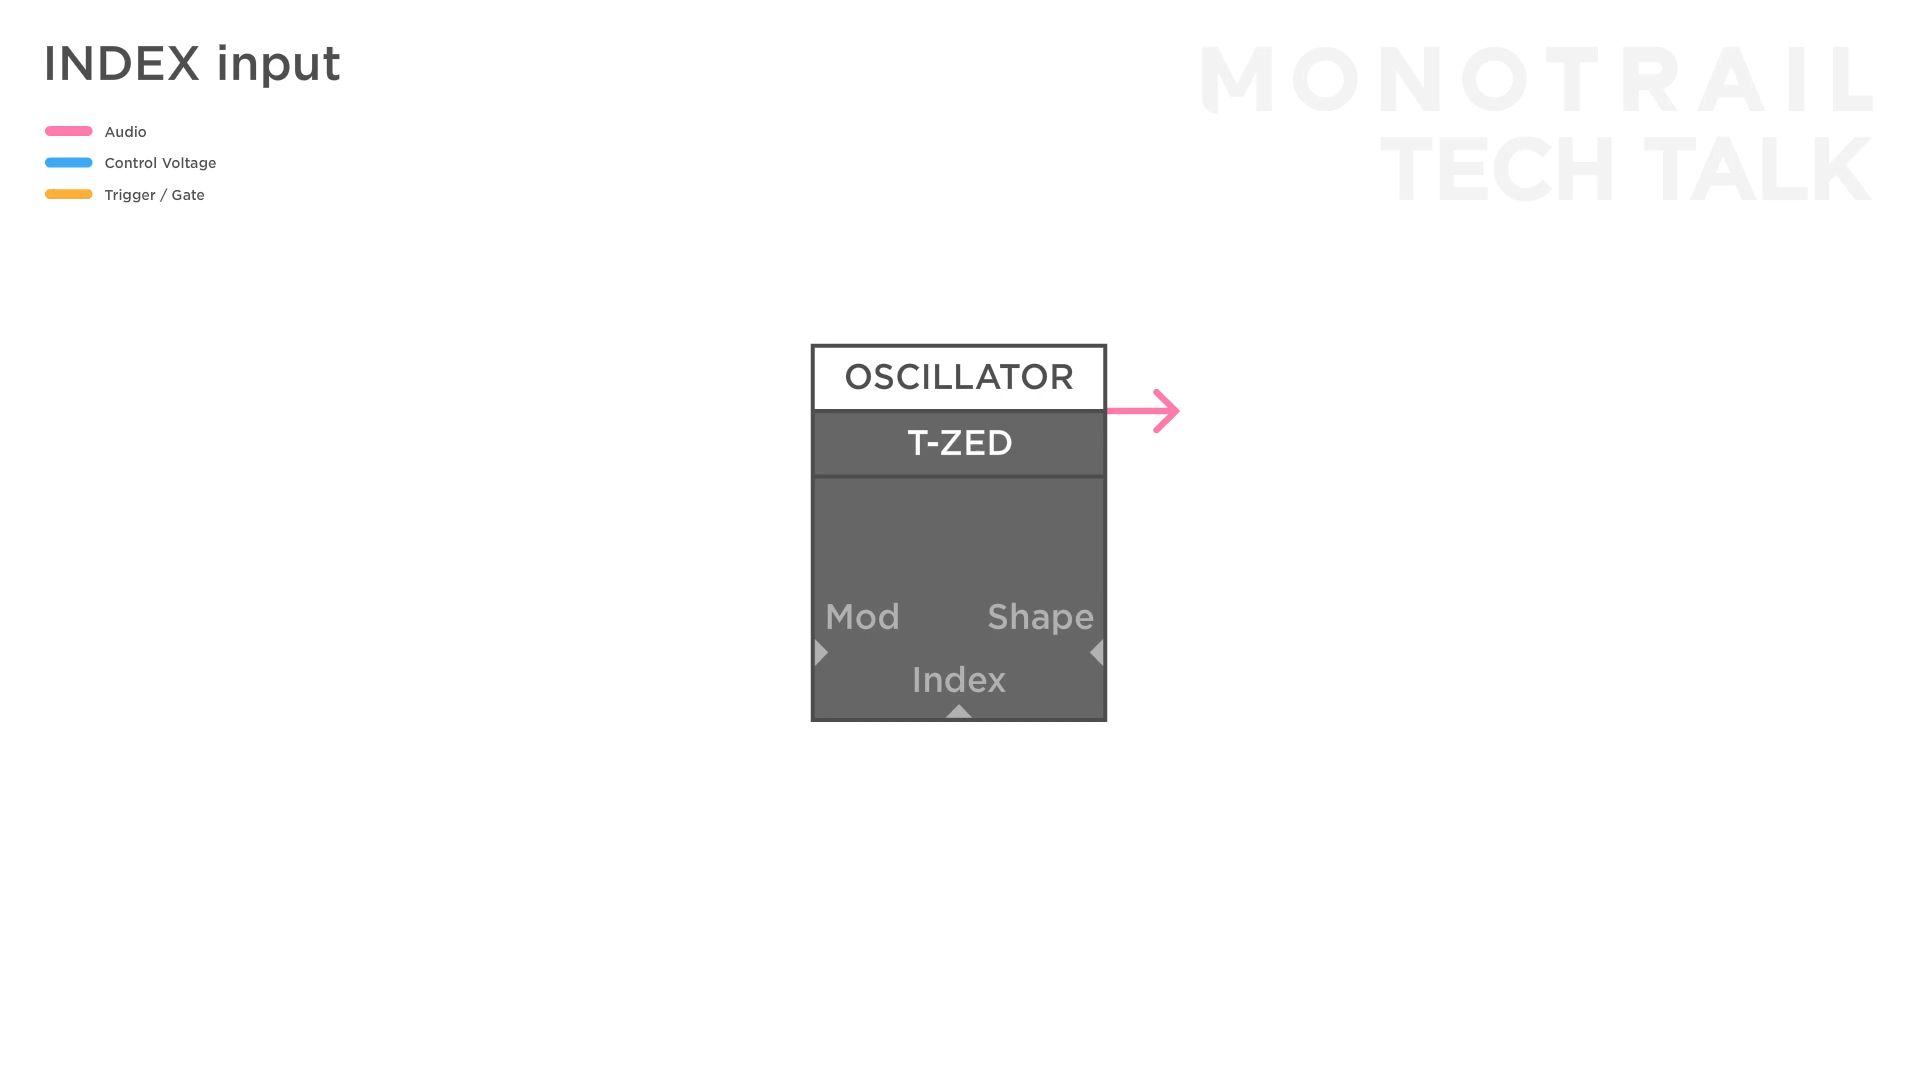 INDEX input
MONOTRAIL
TECH TALK
Audio
Control Voltage
Trigger / Gate
OSCILLATOR
T-ZED
Mod
Shape
Index